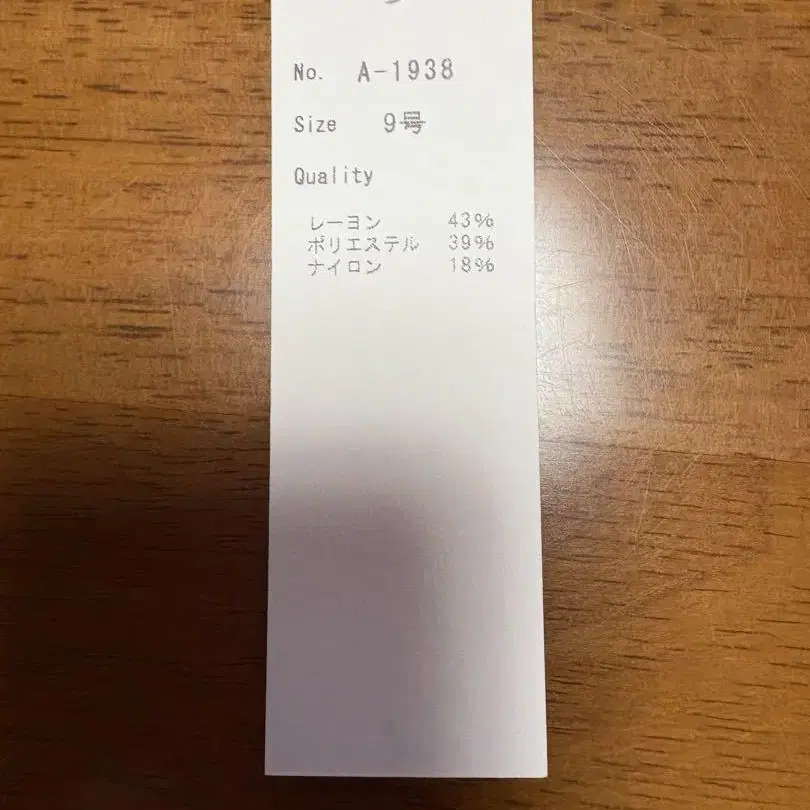 No. A-1938
Size 9号
Quality
レーヨン 43%
ポリエステル 39%
ナイロン 18%